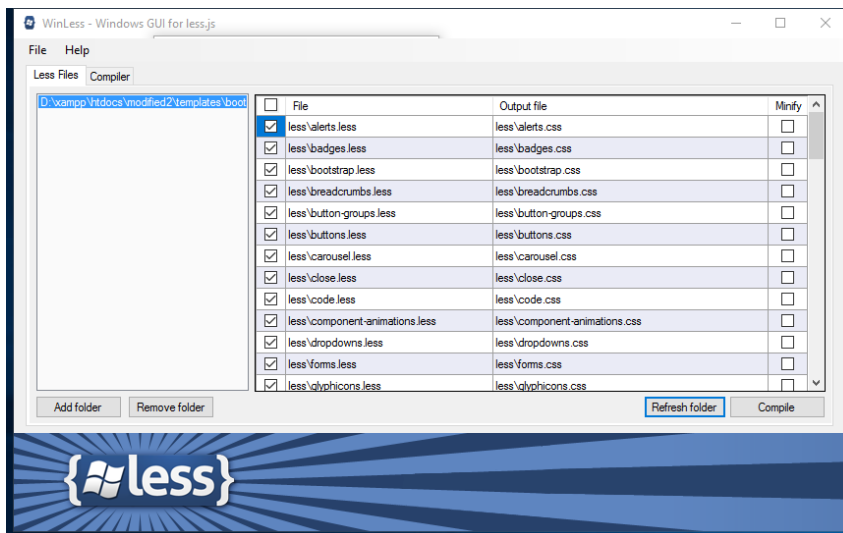 WinLess - Windows GUI for less.js
File Help
Less Files Compiler
D:\xampp\htdocs\modified2\templates\boot
File Output file Minify
less\alerts.less less\alerts.css
less\badges.less less\badges.css
less\bootstrap.less less\bootstrap.css
less\breadcrumbs.less less\breadcrumbs.css
less\button-groups.less less\button-groups.css
less\buttons.less less\buttons.css
less\carousel.less less\carousel.css
less\close.less less\close.css
less\code.less less\code.css
less\component-animations.less less\component-animations.css
less\dropdowns.less less\dropdowns.css
less\forms.less less\forms.css
less\glyphicons.less less\glyphicons.css
Add folder Remove folder Refresh folder Compile
{less}